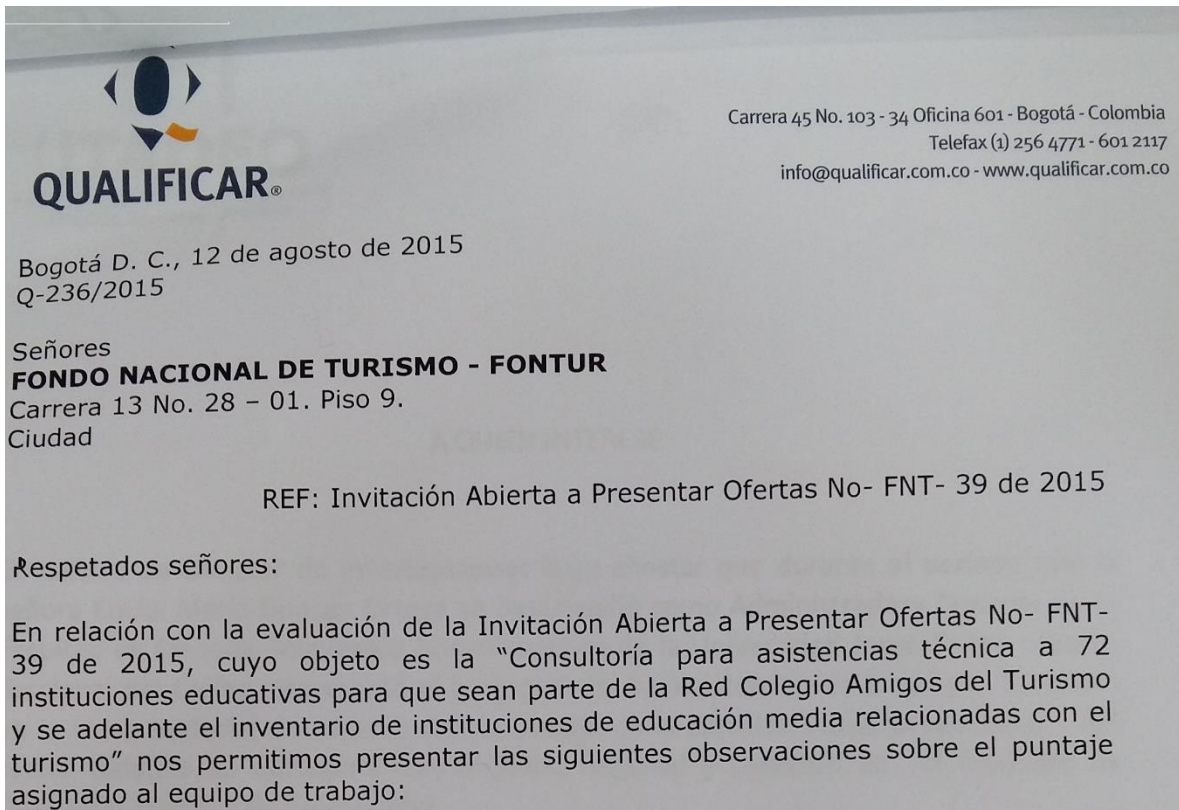 QUALIFICAR®
Carrera 45 No. 103 - 34 Oficina 601 - Bogotá - Colombia
Telefax (1) 256 4771 - 601 2117
info@qualificar.com.co - www.qualificar.com.co
Bogotá D. C., 12 de agosto de 2015
Q-236/2015
Señores
FONDO NACIONAL DE TURISMO - FONTUR
Carrera 13 No. 28 – 01. Piso 9.
Ciudad
REF: Invitación Abierta a Presentar Ofertas No- FNT- 39 de 2015
Respetados señores:
En relación con la evaluación de la Invitación Abierta a Presentar Ofertas No- FNT-
39 de 2015, cuyo objeto es la “Consultoría para asistencias técnica a 72
instituciones educativas para que sean parte de la Red Colegio Amigos del Turismo
y se adelante el inventario de instituciones de educación media relacionadas con el
turismo” nos permitimos presentar las siguientes observaciones sobre el puntaje
asignado al equipo de trabajo: